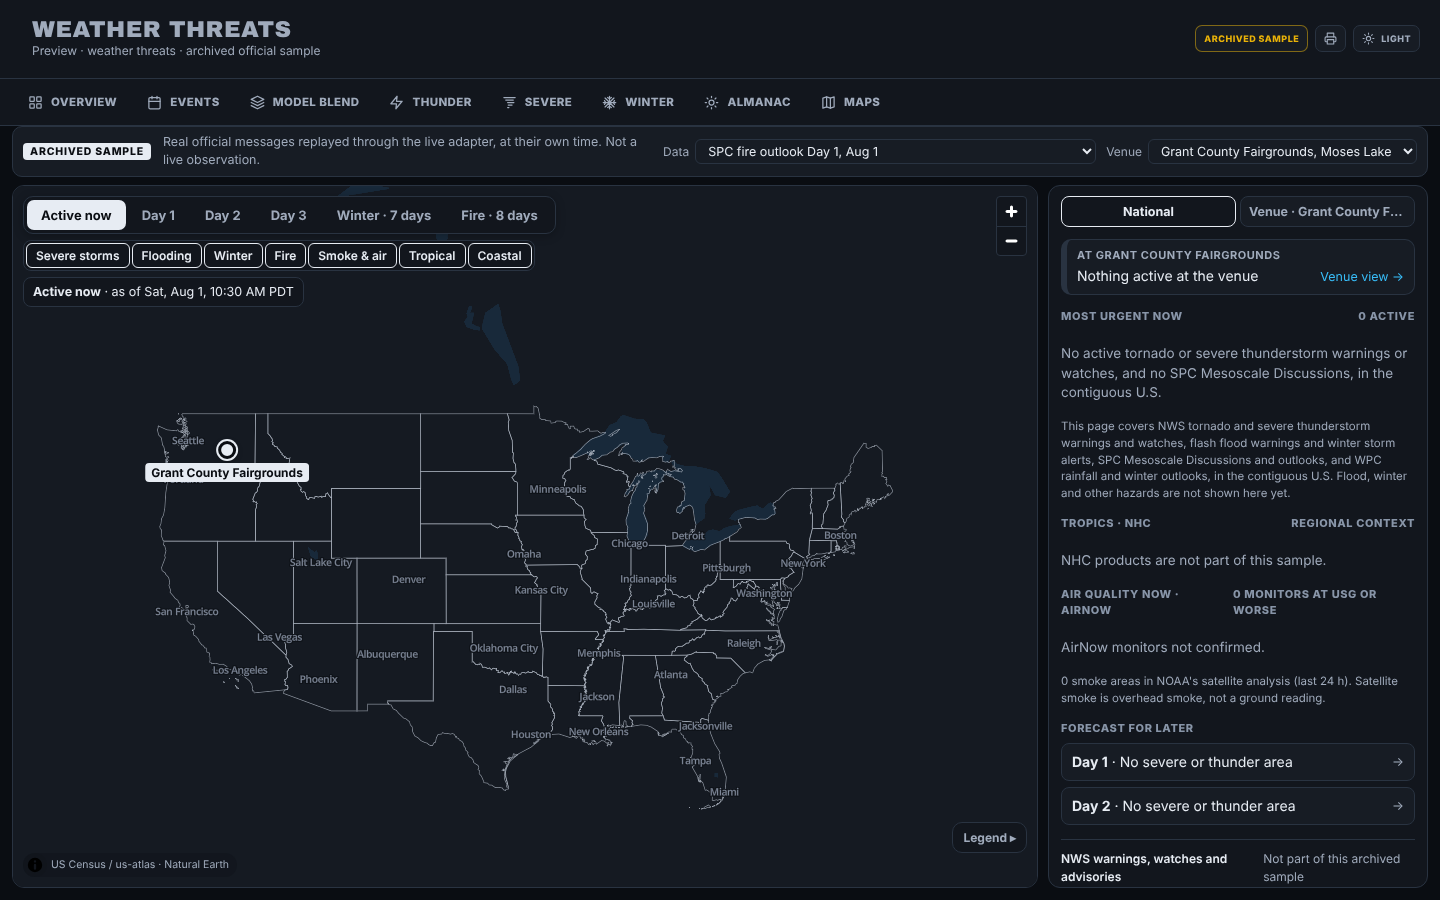 WEATHER THREATS
Preview · weather threats · archived official sample
ARCHIVED SAMPLE
LIGHT
OVERVIEW
EVENTS
MODEL BLEND
THUNDER
SEVERE
WINTER
ALMANAC
MAPS
ARCHIVED SAMPLE
Real official messages replayed through the live adapter, at their own time. Not a
live observation.
Data
SPC fire outlook Day 1, Aug 1
Venue
Grant County Fairgrounds, Moses Lake
Active now
Day 1
Day 2
Day 3
Winter · 7 days
Fire · 8 days
Severe storms
Flooding
Winter
Fire
Smoke & air
Tropical
Coastal
Active now · as of Sat, Aug 1, 10:30 AM PDT
+
−
Seattle
Grant County Fairgrounds
Minneapolis
Boston
Detroit
Chicago
Omaha
Salt Lake City
New York
Pittsburgh
Denver
Indianapolis
Kansas City
Washington
Louisville
San Francisco
Las Vegas
Raleigh
Oklahoma City
Memphis
Albuquerque
Los Angeles
Phoenix
Atlanta
Dallas
Jackson
Jacksonville
New Orleans
Houston
Tampa
Miami
Legend ▸
US Census / us-atlas · Natural Earth
National
Venue · Grant County F...
AT GRANT COUNTY FAIRGROUNDS
Nothing active at the venue
Venue view →
MOST URGENT NOW
0 ACTIVE
No active tornado or severe thunderstorm warnings or
watches, and no SPC Mesoscale Discussions, in the
contiguous U.S.
This page covers NWS tornado and severe thunderstorm
warnings and watches, flash flood warnings and winter storm
alerts, SPC Mesoscale Discussions and outlooks, and WPC
rainfall and winter outlooks, in the contiguous U.S. Flood, winter
and other hazards are not shown here yet.
TROPICS · NHC
REGIONAL CONTEXT
NHC products are not part of this sample.
AIR QUALITY NOW ·
AIRNOW
0 MONITORS AT USG OR
WORSE
AirNow monitors not confirmed.
0 smoke areas in NOAA's satellite analysis (last 24 h). Satellite
smoke is overhead smoke, not a ground reading.
FORECAST FOR LATER
Day 1 · No severe or thunder area →
Day 2 · No severe or thunder area →
NWS warnings, watches and
advisories
Not part of this archived
sample